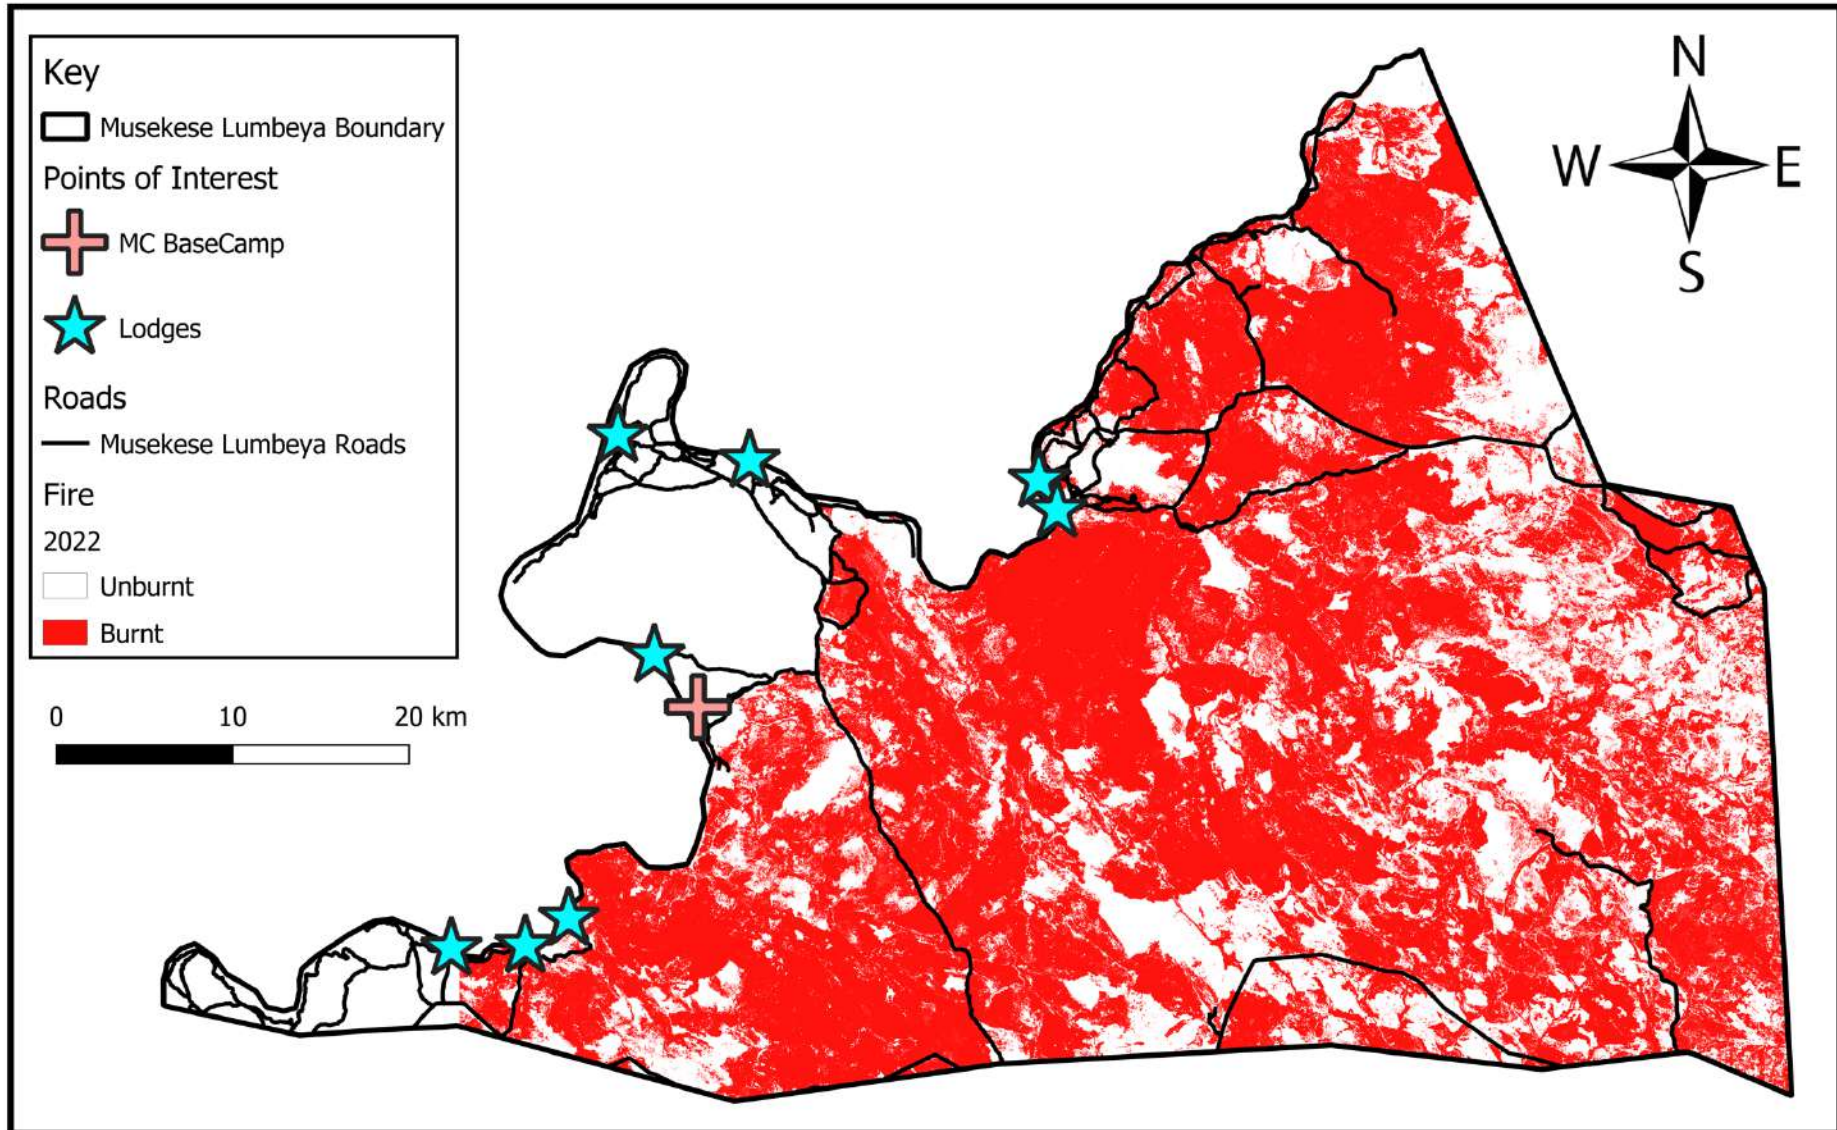 Key
Musekese Lumbeya Boundary
Points of Interest
MC BaseCamp
Lodges
Roads
Musekese Lumbeya Roads
Fire
2022
Unburnt
Burnt
0 10 20 km
N
W E
S